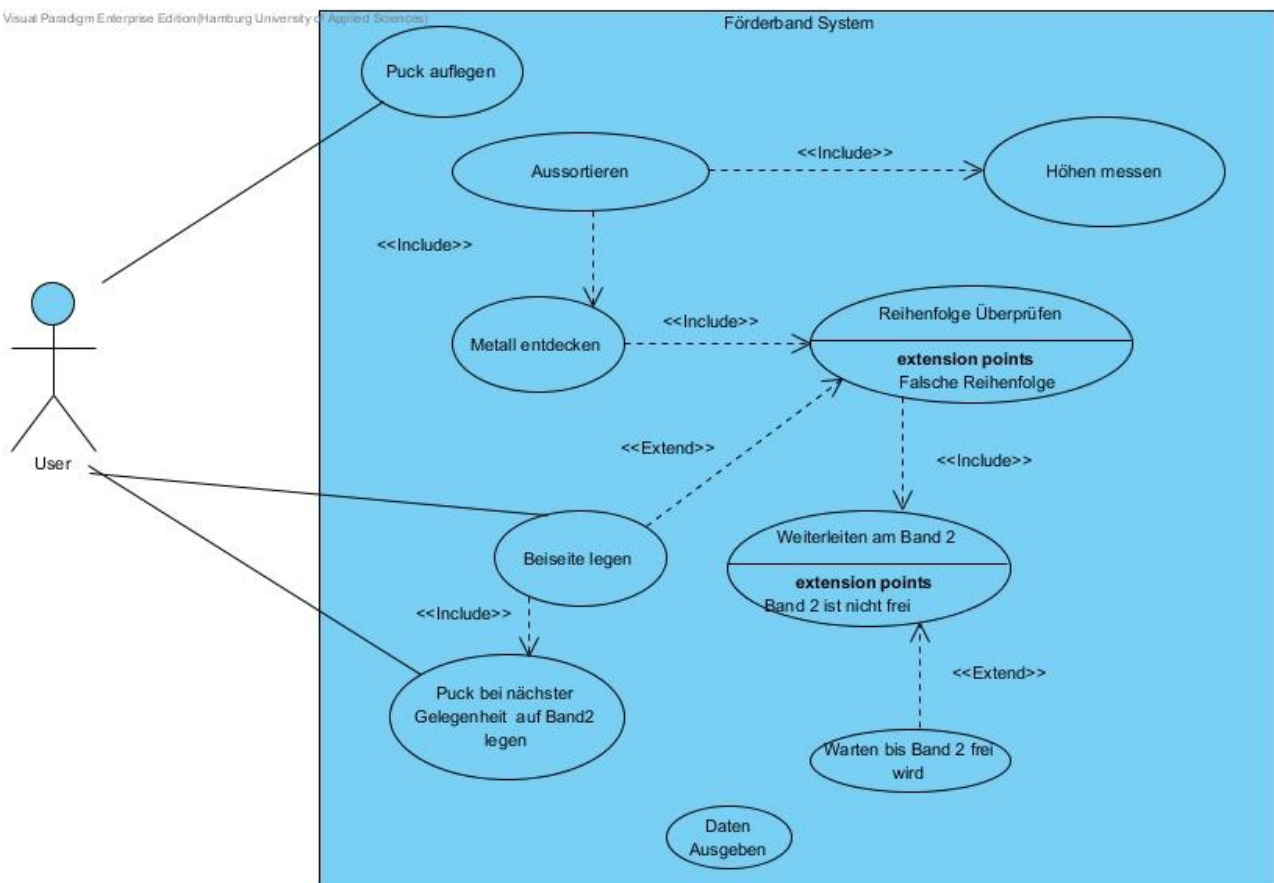 Visual Paradigm Enterprise Edition(Hamburg University of Applied Sciences)
Förderband System
Puck auflegen
Aussortieren
<<Include>>
Höhen messen
<<Include>>
Metall entdecken
<<Include>>
Reihenfolge Überprüfen
extension points
Falsche Reihenfolge
User
<<Extend>>
<<Include>>
Beiseite legen
Weiterleiten am Band 2
extension points
Band 2 ist nicht frei
<<Include>>
<<Extend>>
Puck bei nächster
Gelegenheit auf Band2
legen
Warten bis Band 2 frei
wird
Daten
Ausgeben